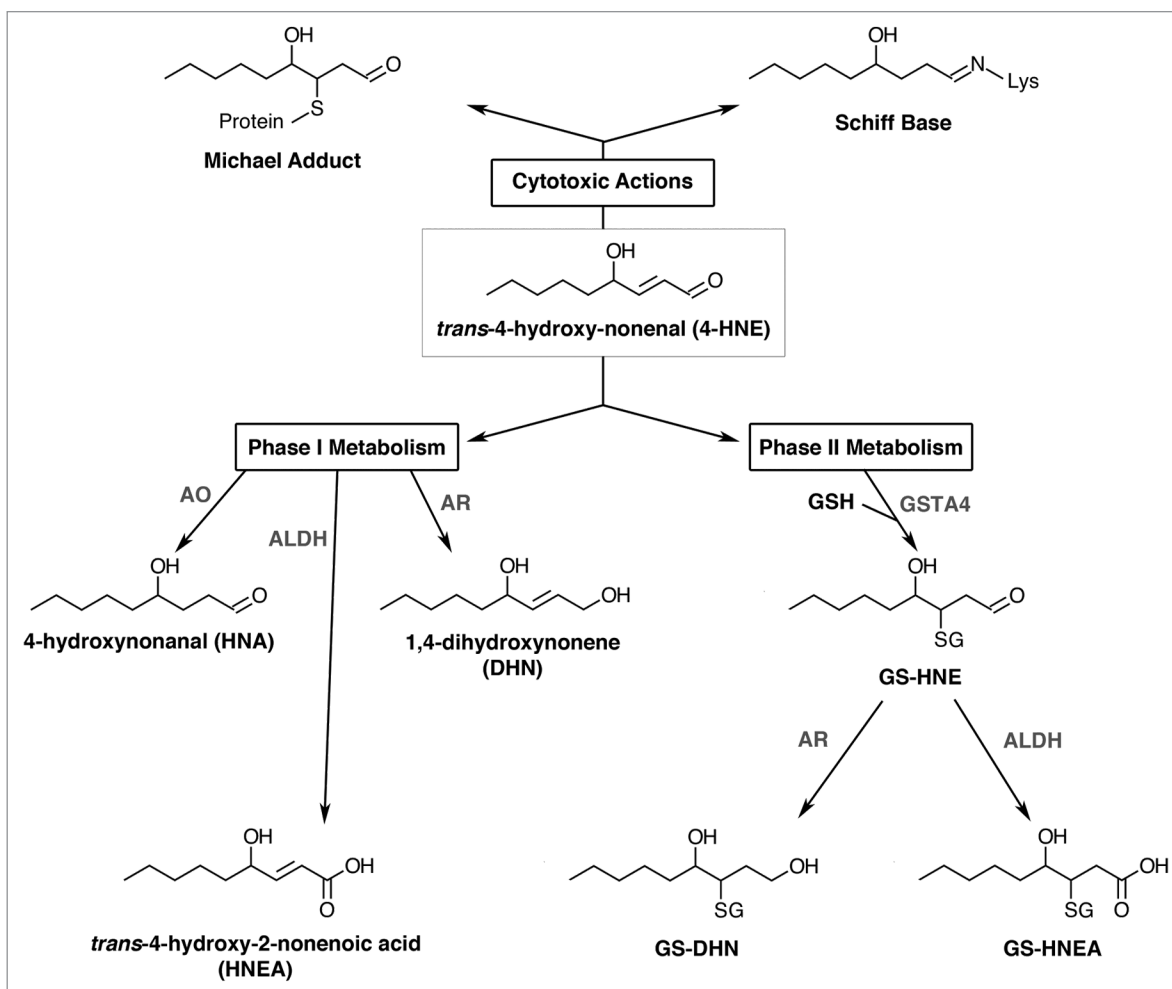 OH
O
S
Protein
Michael Adduct
OH
N
Lys
Schiff Base
Cytotoxic Actions
OH
O
trans-4-hydroxy-nonenal (4-HNE)
Phase I Metabolism
Phase II Metabolism
AO
ALDH
AR
GSH
GSTA4
OH
O
4-hydroxynonanal (HNA)
OH
OH
1,4-dihydroxynonene
(DHN)
OH
O
SG
GS-HNE
AR
ALDH
OH
OH
O
trans-4-hydroxy-2-nonenoic acid
(HNEA)
OH
OH
SG
GS-DHN
OH
OH
SG
O
GS-HNEA